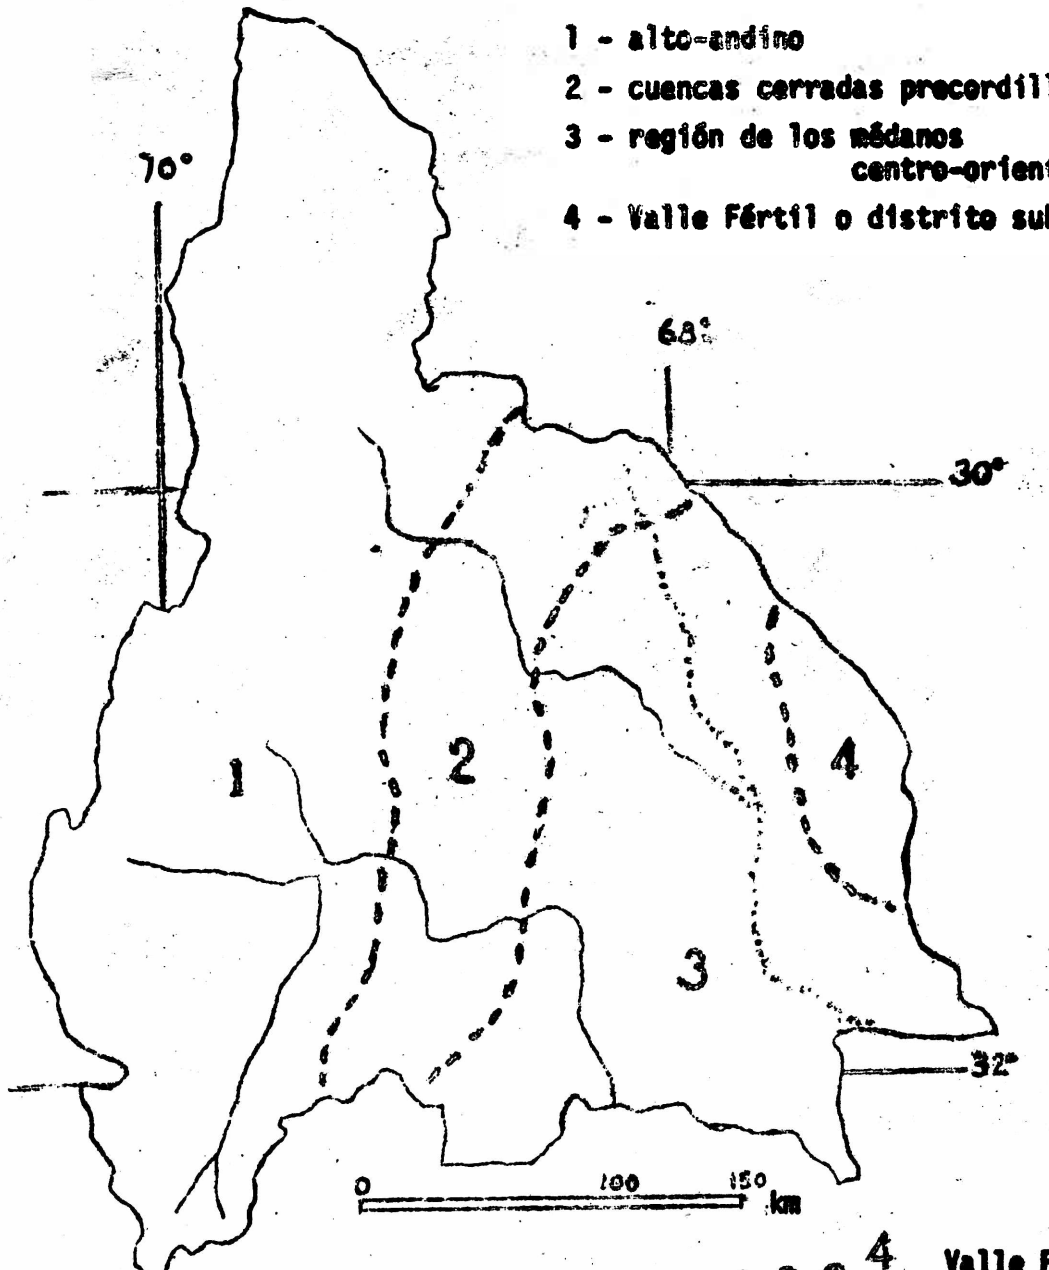 1 - alto-andino
2 - cuencas cerradas precordill
3 - región de los médanos
centro-orient
4 - Valle Fértil o distrito sub
70°
68°
30°
1
2
4
3
32°
0 100 150 km
4 Valle F